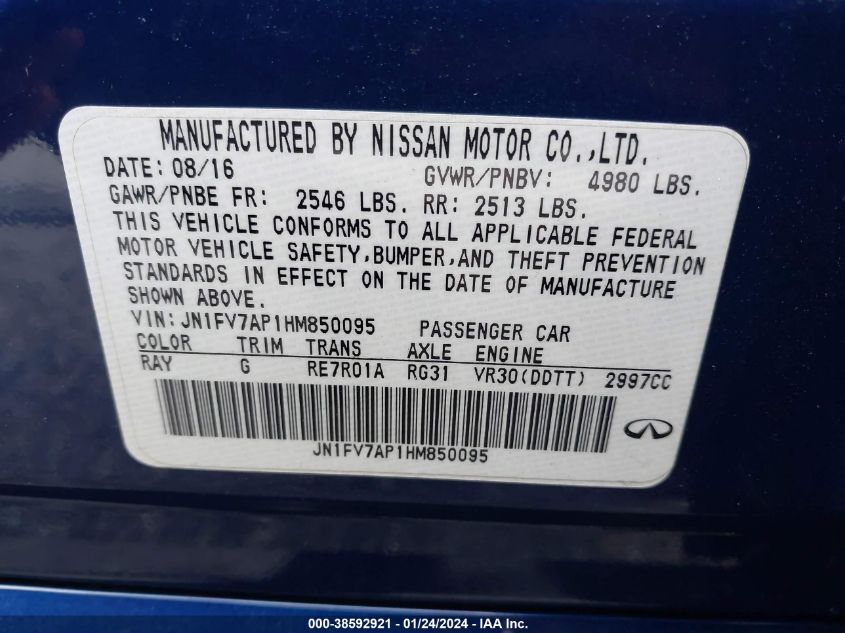 MANUFACTURED BY NISSAN MOTOR CO.,LTD.
DATE: 08/16 GVWR/PNBV: 4980 LBS.
GAWR/PNBE FR: 2546 LBS. RR: 2513 LBS.
THIS VEHICLE CONFORMS TO ALL APPLICABLE FEDERAL
MOTOR VEHICLE SAFETY,BUMPER,AND THEFT PREVENTION
STANDARDS IN EFFECT ON THE DATE OF MANUFACTURE
SHOWN ABOVE.
VIN:JN1FV7AP1HM850095 PASSENGER CAR
COLOR TRIM TRANS AXLE ENGINE
RAY G RE7R01A RG31 VR30(DDTT) 2997CC
JN1FV7AP1HM850095
000-38592921 - 01/24/2024 - IAA Inc.